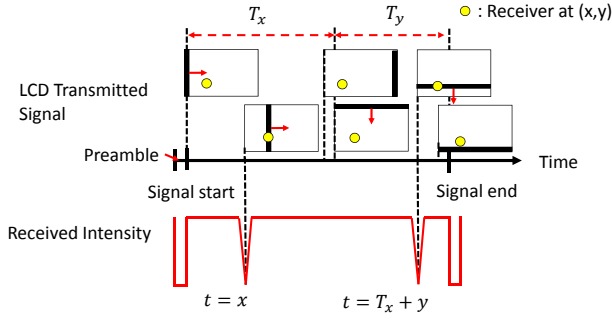 T_x
T_y
: Receiver at (x,y)
LCD Transmitted
Signal
Preamble
Time
Signal start
Signal end
Received Intensity
t = x
t = T_x + y